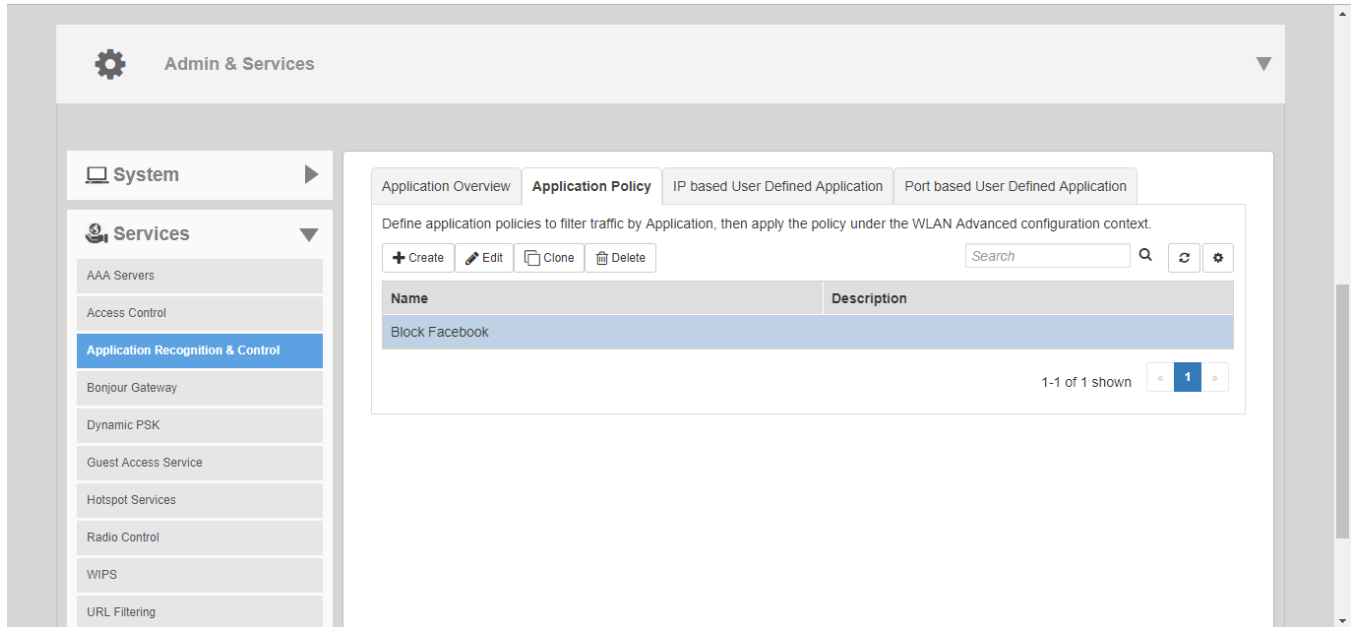 Admin & Services
System
Services
AAA Servers
Access Control
Application Recognition & Control
Bonjour Gateway
Dynamic PSK
Guest Access Service
Hotspot Services
Radio Control
WIPS
URL Filtering
Application Overview Application Policy IP based User Defined Application Port based User Defined Application
Define application policies to filter traffic by Application, then apply the policy under the WLAN Advanced configuration context.
Create Edit Clone Delete Search
Name Description
Block Facebook
1-1 of 1 shown « 1 »